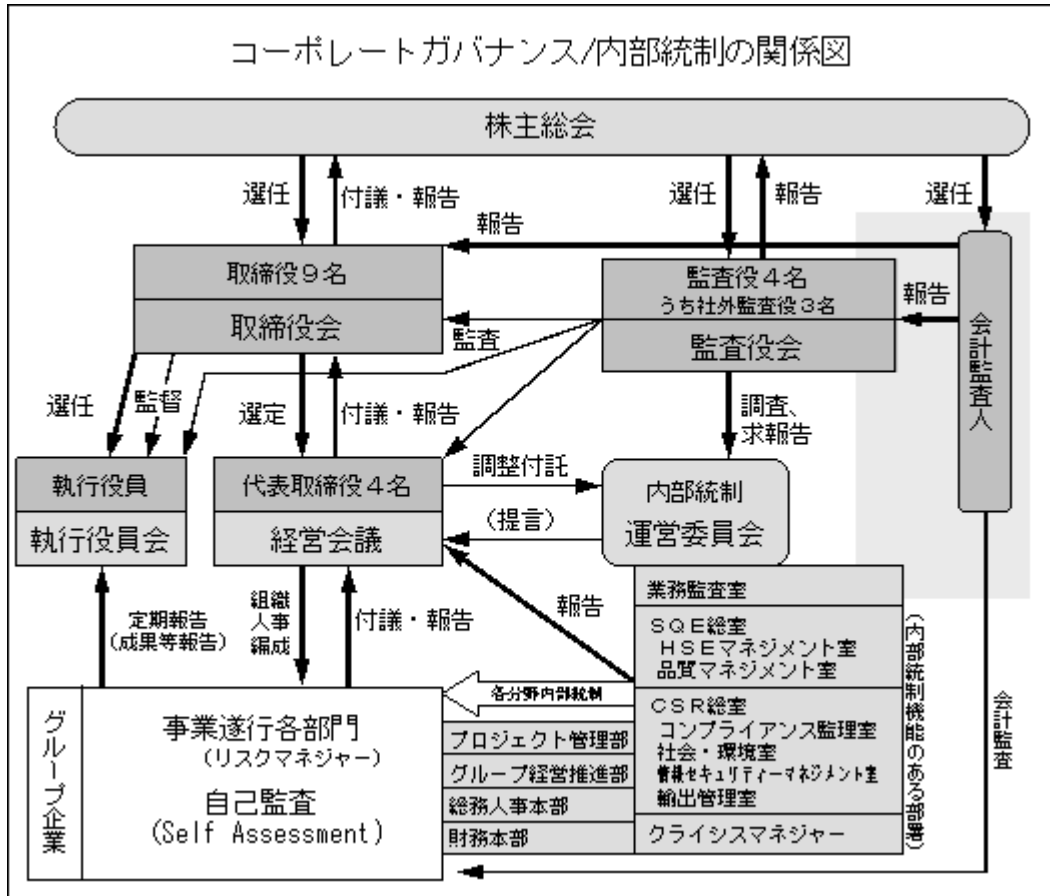 コーポレートガバナンス/内部統制の関係図
株主総会
選任
付議・報告
選任
報告
選任
報告
取締役９名
取締役会
監査役４名
うち社外監査役３名
監査役会
報告
会計監査人
監査
選任
監督
選定
付議・報告
調査、
求報告
執行役員
執行役員会
代表取締役４名
経営会議
調整付託
(提言)
内部統制
運営委員会
定期報告
(成果等報告)
組織
人事
編成
付議・報告
報告
業務監査室
ＳＱＥ総室
ＨＳＥマネジメント室
品質マネジメント室
ＣＳＲ総室
コンプライアンス監理室
社会・環境室
情報セキュリティーマネジメント室
輸出管理室
クライシスマネジャー
(内部統制機能のある部署)
会計監査
各分野内部統制
グループ企業
事業遂行各部門
(リスクマネジャー)
自己監査
(Self Assessment)
プロジェクト管理部
グループ経営推進部
総務人事本部
財務本部